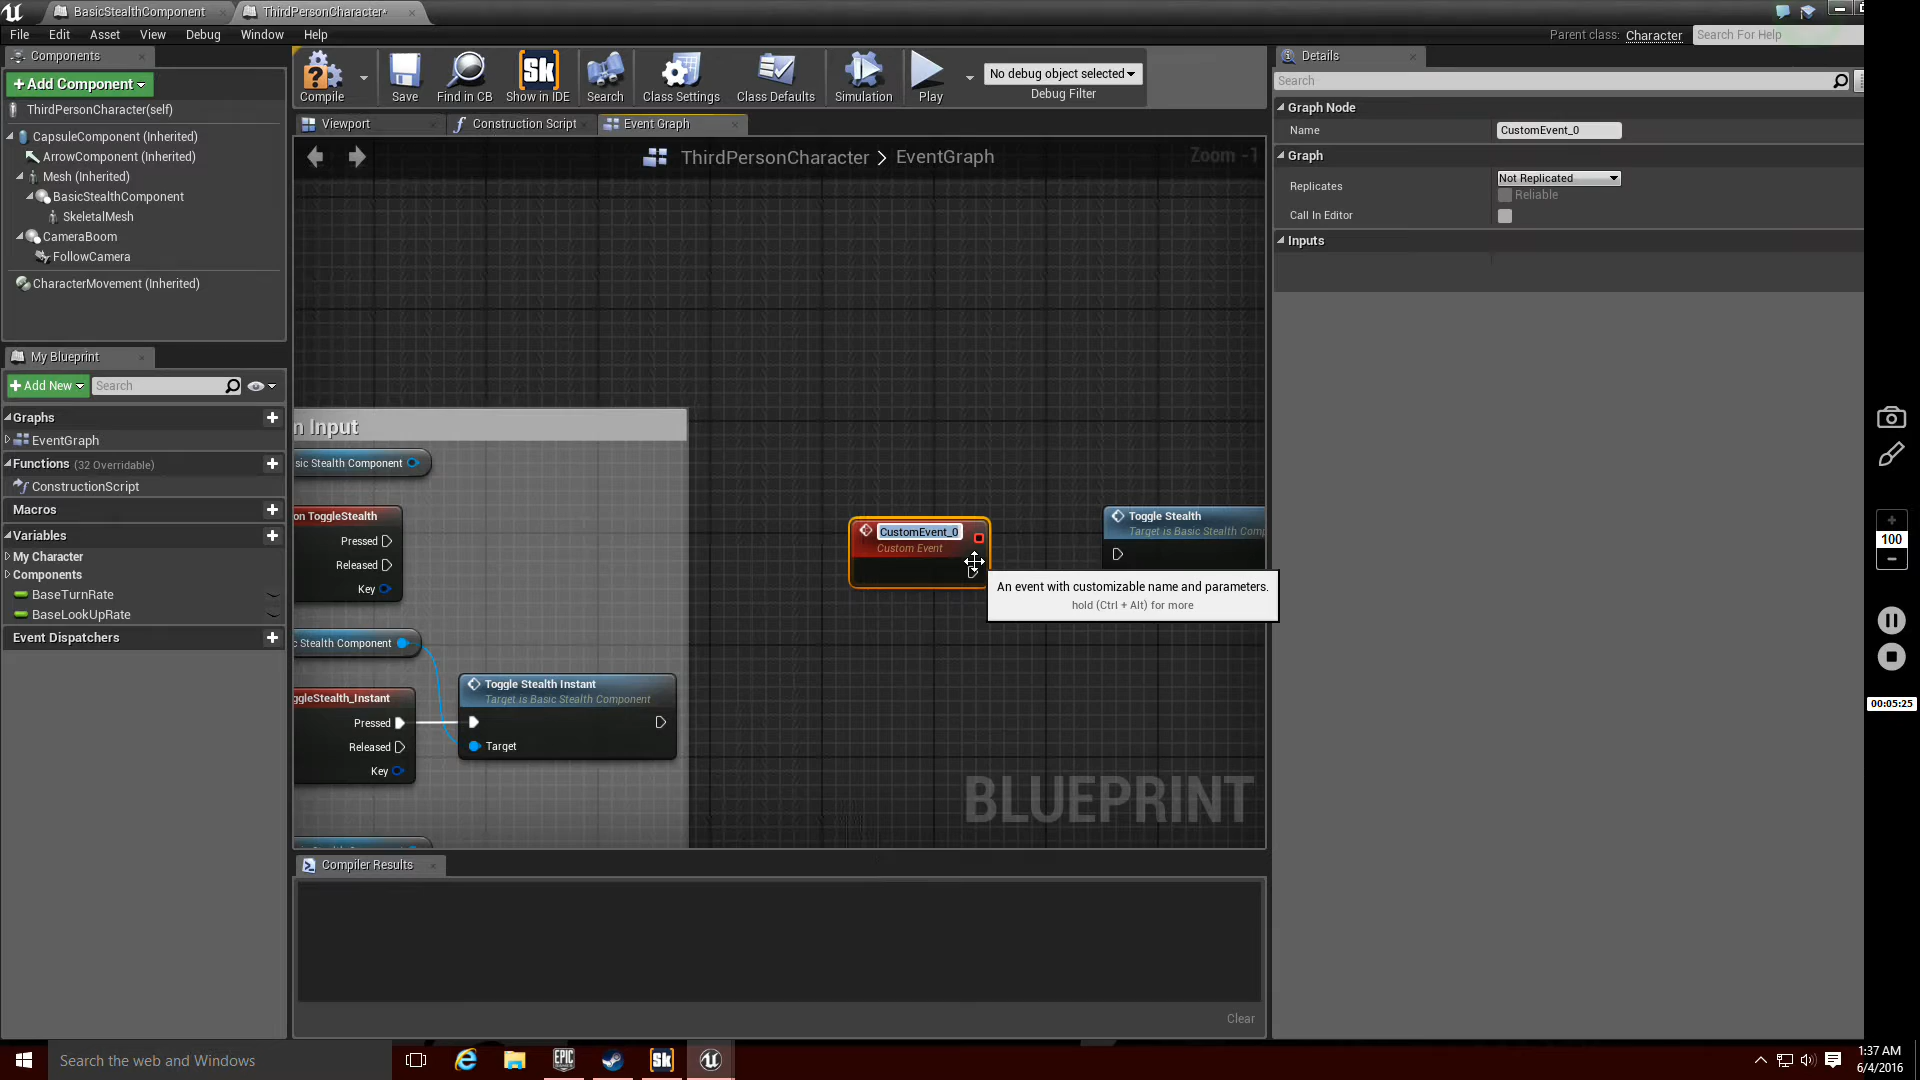 BasicStealthComponent
ThirdPersonCharacter*
File Edit Asset View Debug Window Help
Parent class: Character
Search For Help
Components
+Add Component
ThirdPersonCharacter(self)
CapsuleComponent (Inherited)
ArrowComponent (Inherited)
Mesh (Inherited)
BasicStealthComponent
SkeletalMesh
CameraBoom
FollowCamera
CharacterMovement (Inherited)
My Blueprint
+Add New
Search
Graphs
EventGraph
Functions (32 Overridable)
ConstructionScript
Macros
Variables
My Character
Components
BaseTurnRate
BaseLookUpRate
Event Dispatchers
Compile
Save
Find in CB
Sk
Show in IDE
Search
Class Settings
Class Defaults
Simulation
Play
No debug object selected
Debug Filter
Viewport
Construction Script
Event Graph
ThirdPersonCharacter > EventGraph
Zoom -1
n Input
sic Stealth Component
on ToggleStealth
Pressed
Released
Key
c Stealth Component
ggleStealth_Instant
Pressed
Released
Key
Toggle Stealth Instant
Target is Basic Stealth Component
Target
CustomEvent_0
Custom Event
Toggle Stealth
Target is Basic Stealth Comp
An event with customizable name and parameters.
hold (Ctrl + Alt) for more
BLUEPRINT
Compiler Results
Clear
Details
Search
Graph Node
Name
CustomEvent_0
Graph
Replicates
Not Replicated
Reliable
Call In Editor
Inputs
100
00:05:25
Search the web and Windows
EPIC
GAMES
Sk
1:37 AM
6/4/2016